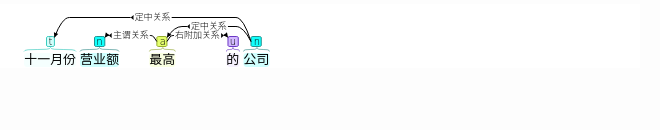 定中关系
定中关系
主谓关系 右附加关系
t n a u n
十一月份 营业额 最高 的 公司